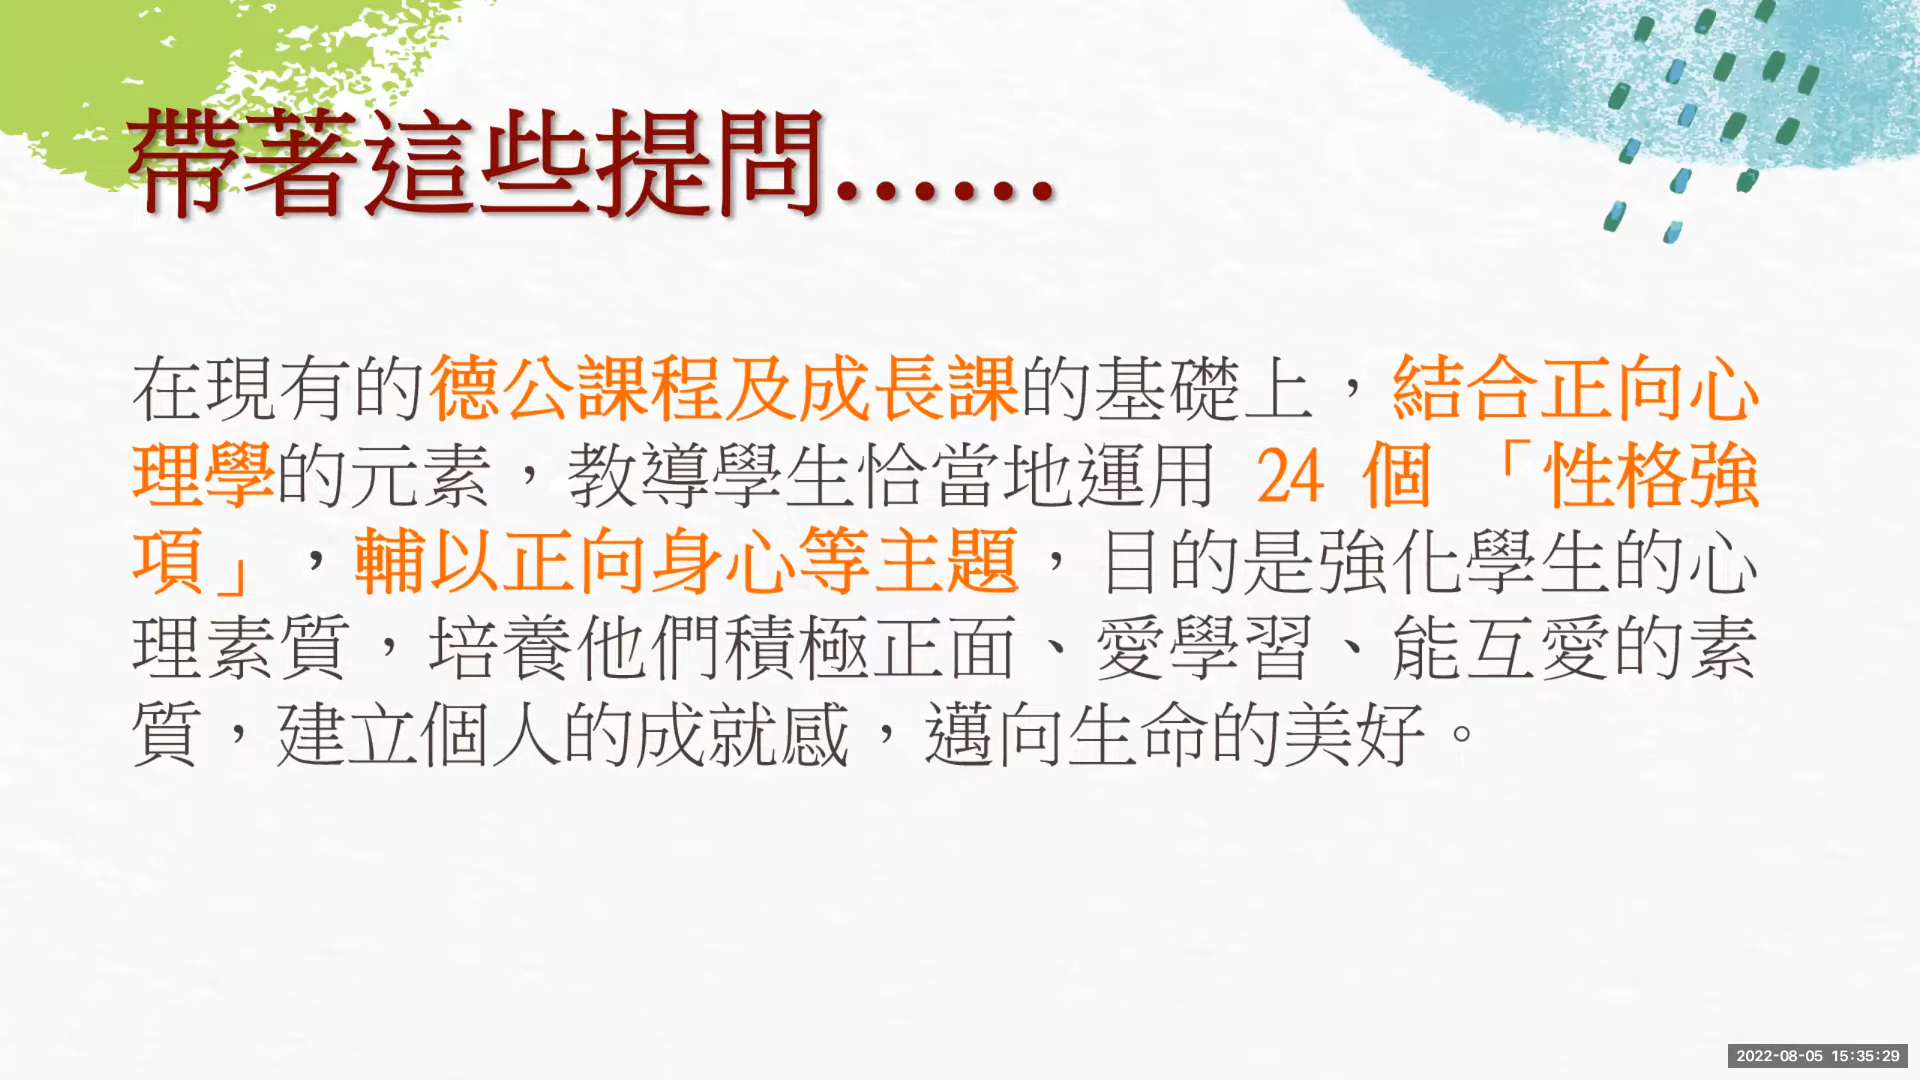 帶著這些提問......
在現有的德公課程及成長課的基礎上，結合正向心
理學的元素，教導學生恰當地運用 24 個 「性格強
項」，輔以正向身心等主題，目的是強化學生的心
理素質，培養他們積極正面、愛學習、能互愛的素
質，建立個人的成就感，邁向生命的美好。
2022-08-05 15:35:29